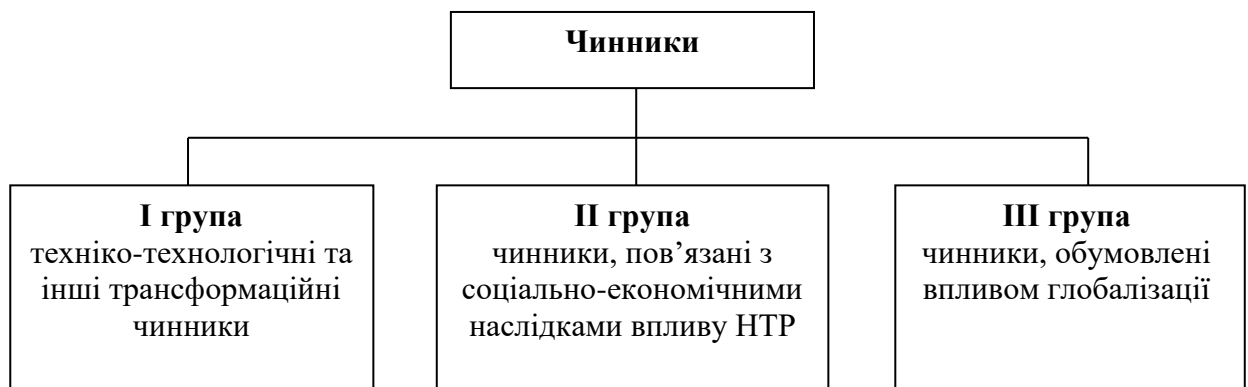 Чинники
I група
техніко-технологічні та
інші трансформаційні
чинники
II група
чинники, пов’язані з
соціально-економічними
наслідками впливу НТР
III група
чинники, обумовлені
впливом глобалізації